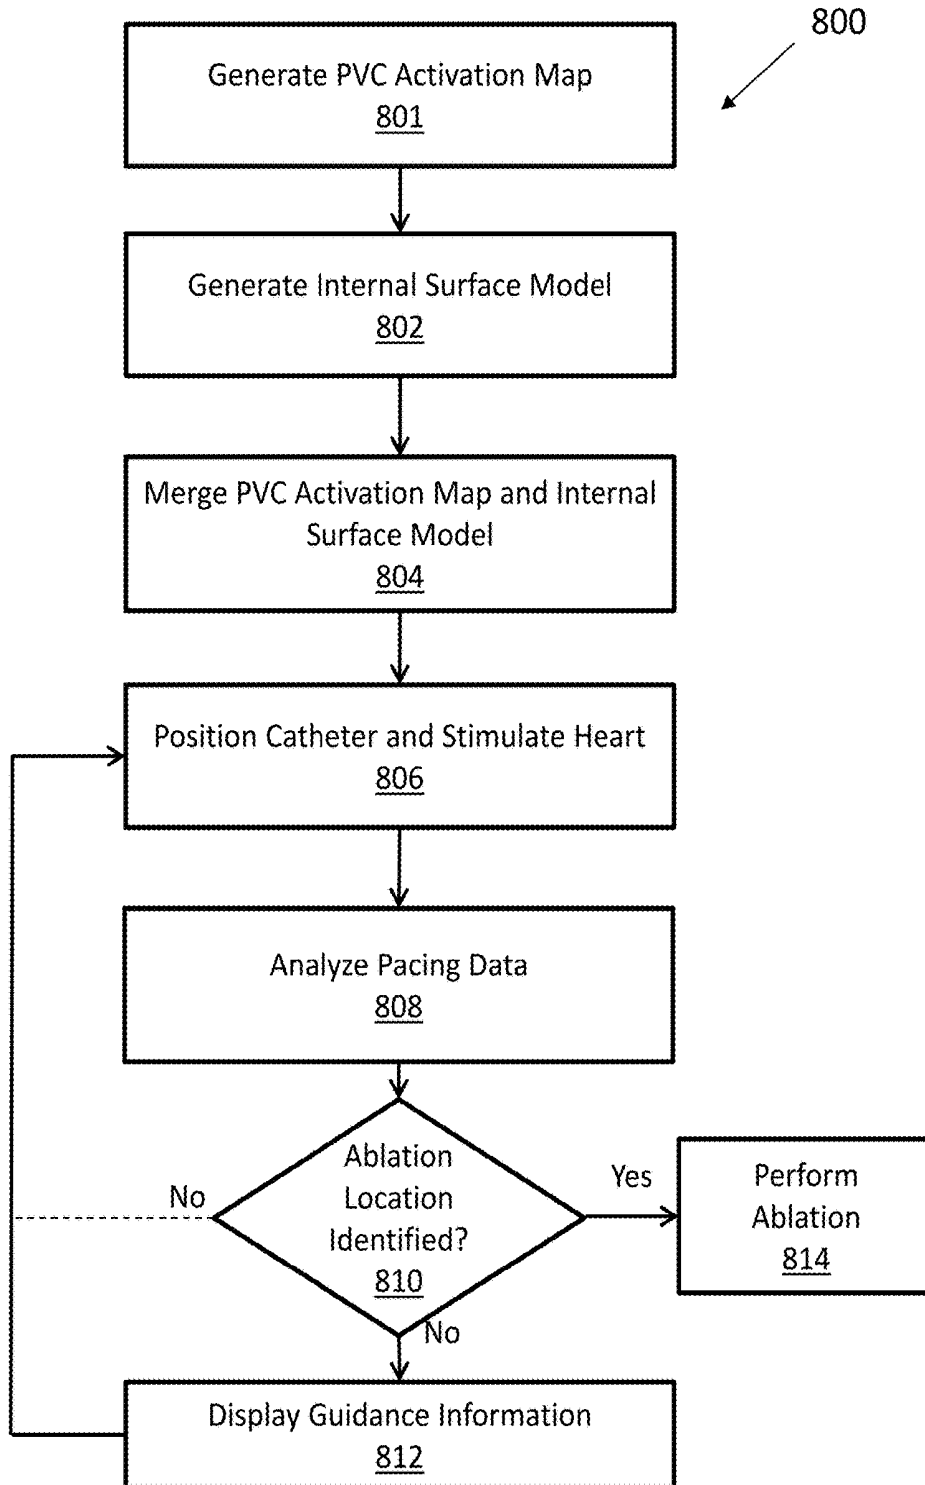 800
Generate PVC Activation Map
801
Generate Internal Surface Model
802
Merge PVC Activation Map and Internal
Surface Model
804
Position Catheter and Stimulate Heart
806
Analyze Pacing Data
808
Ablation
Location
Identified?
810
No
Yes
Perform
Ablation
814
No
Display Guidance Information
812